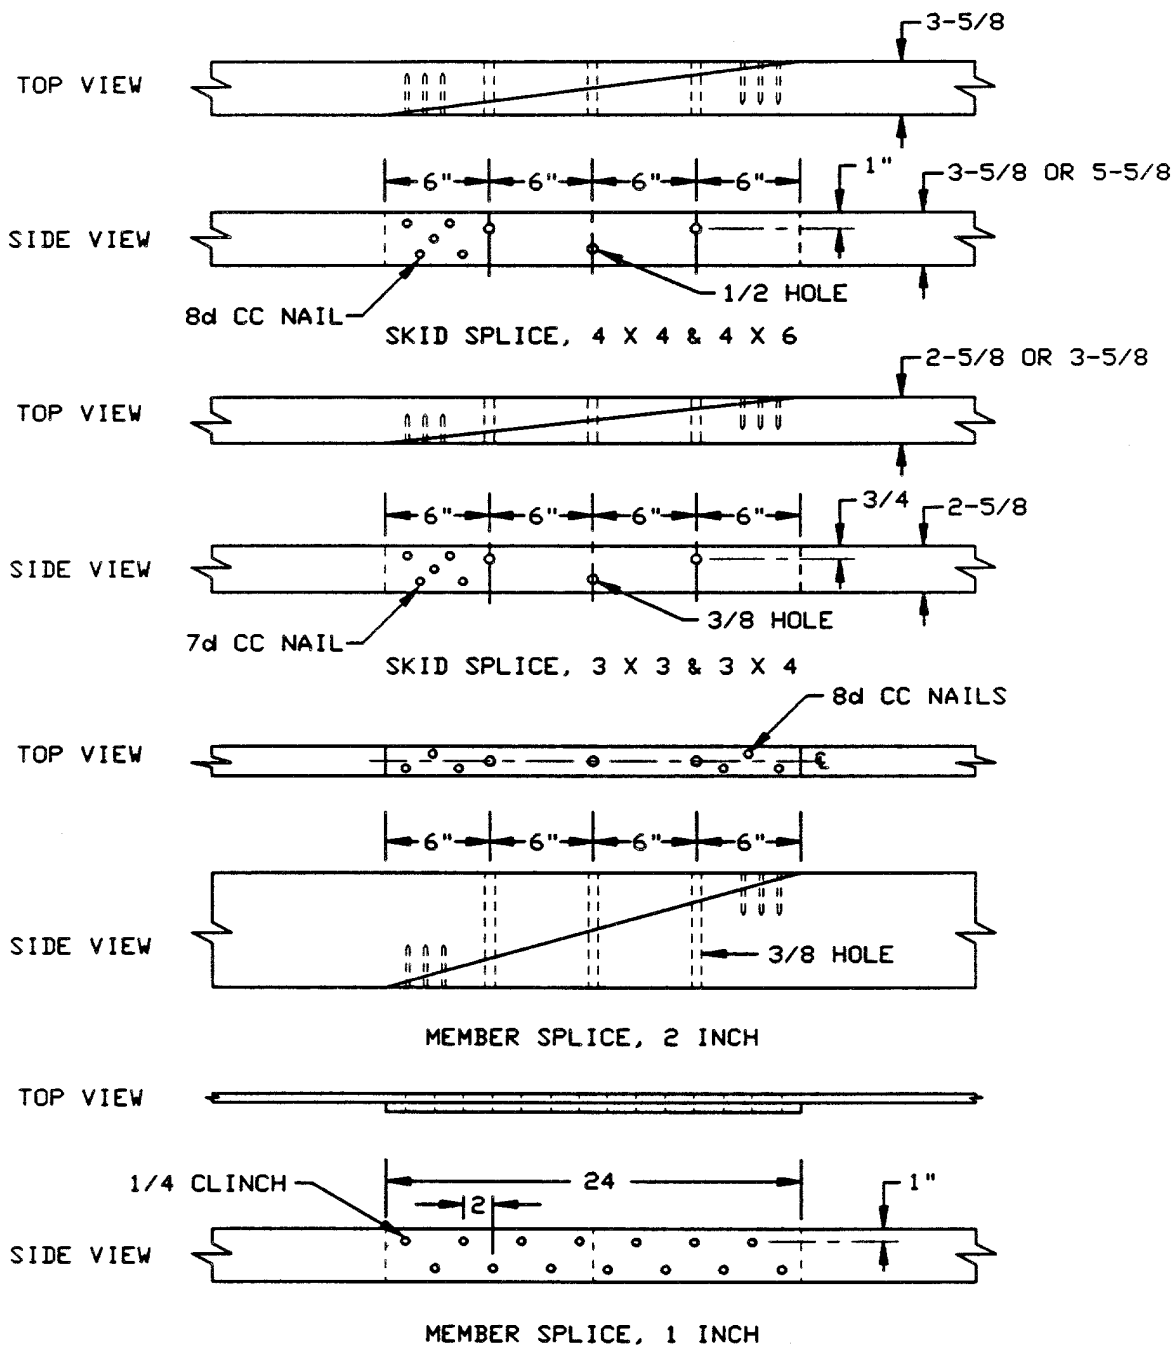 3-5/8
TOP VIEW
6" 6" 6" 6"
1"
3-5/8 OR 5-5/8
SIDE VIEW
1/2 HOLE
8d CC NAIL
SKID SPLICE, 4 X 4 & 4 X 6
2-5/8 OR 3-5/8
TOP VIEW
6" 6" 6" 6"
3/4
2-5/8
SIDE VIEW
3/8 HOLE
7d CC NAIL
SKID SPLICE, 3 X 3 & 3 X 4
8d CC NAILS
TOP VIEW
℄
6" 6" 6" 6"
SIDE VIEW
3/8 HOLE
MEMBER SPLICE, 2 INCH
TOP VIEW
1/4 CLINCH
24
1"
2
SIDE VIEW
MEMBER SPLICE, 1 INCH